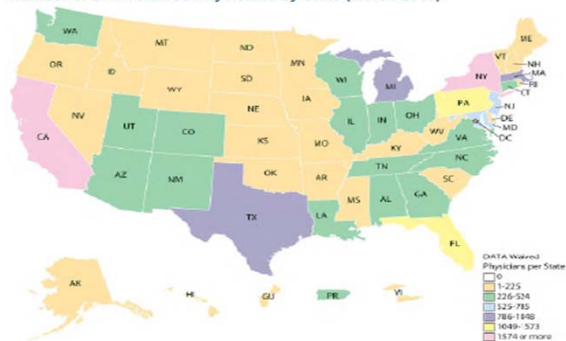 WA
MT
ND
MN
ME
VT
NH
MA
RI
CT
NY
OR
ID
WY
SD
WI
MI
PA
NJ
DE
MD
DC
NE
IA
IL
IN
OH
WV
VA
NV
UT
CO
KS
MO
KY
NC
CA
AZ
NM
OK
AR
TN
SC
TX
LA
MS
AL
GA
FL
AK
HI
GU
PR
VI
DATA Waived
Physicians per State
0
1-225
226-524
525-785
786-1048
1049-1573
1574 or more